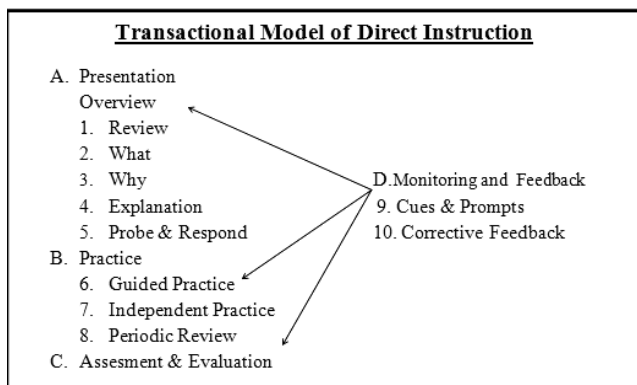 Transactional Model of Direct Instruction
A. Presentation
Overview
1. Review
2. What
3. Why
4. Explanation
5. Probe & Respond
B. Practice
6. Guided Practice
7. Independent Practice
8. Periodic Review
C. Assesment & Evaluation
D.Monitoring and Feedback
9. Cues & Prompts
10. Corrective Feedback